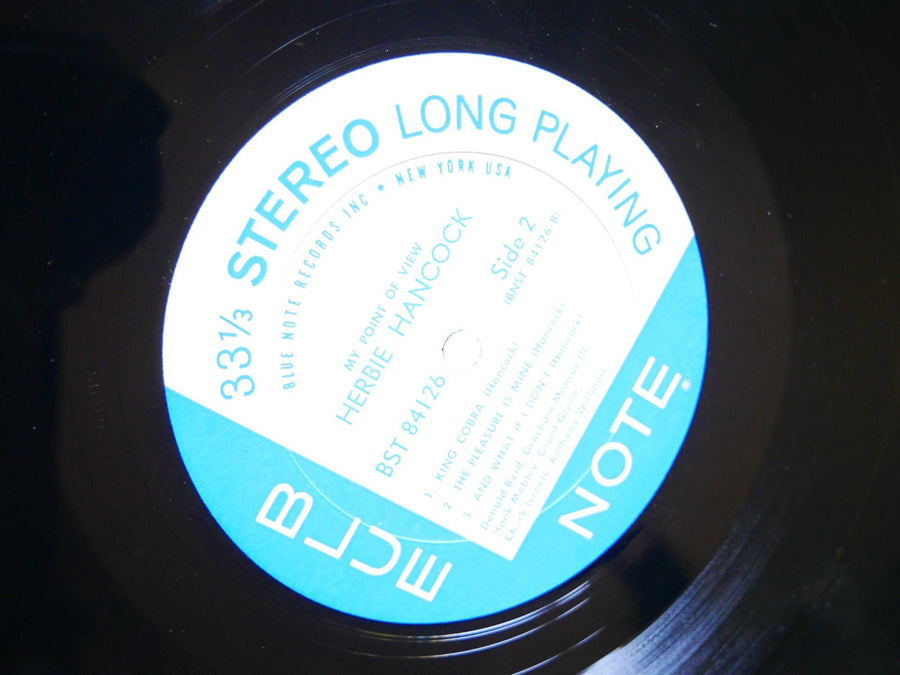 33⅓ STEREO LONG PLAYING
BLUE NOTE RECORDS INC • NEW YORK USA
MY POINT OF VIEW
HERBIE HANCOCK
BST 84126
Side 2
(BNST 84126-B)
1. KING COBRA (Hancock)
2. THE PLEASURE IS MINE (Hancock)
3. AND WHAT IF I DON'T (Hancock)
Donald Byrd, Grachan Moncur III,
Hank Mobley, Grant Green,
Chuck Israels, Anthony Williams
BLUE NOTE®